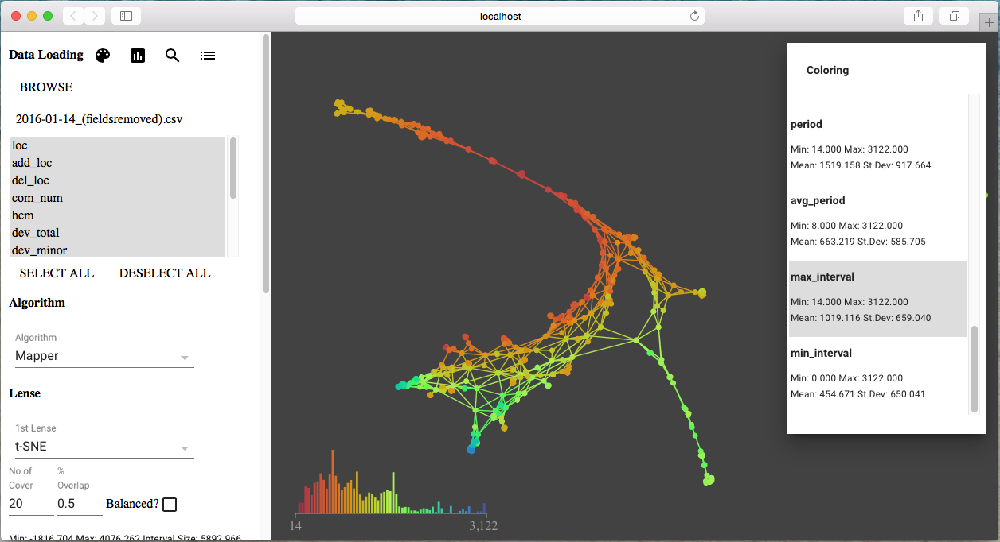 localhost
Data Loading
BROWSE
2016-01-14_(fieldsremoved).csv
loc
add_loc
del_loc
com_num
hcm
dev_total
dev_minor
SELECT ALL DESELECT ALL
Algorithm
Algorithm
Mapper
Lense
1st Lense
t-SNE
No of Cover
% Overlap
20
0.5
Balanced?
Min: -1816.704 Max: 4076.262 Interval Size: 5892.966
14
3,122
Coloring
period
Min: 14.000 Max: 3122.000
Mean: 1519.158 St.Dev: 917.664
avg_period
Min: 8.000 Max: 3122.000
Mean: 663.219 St.Dev: 585.705
max_interval
Min: 14.000 Max: 3122.000
Mean: 1019.116 St.Dev: 659.040
min_interval
Min: 0.000 Max: 3122.000
Mean: 454.671 St.Dev: 650.041